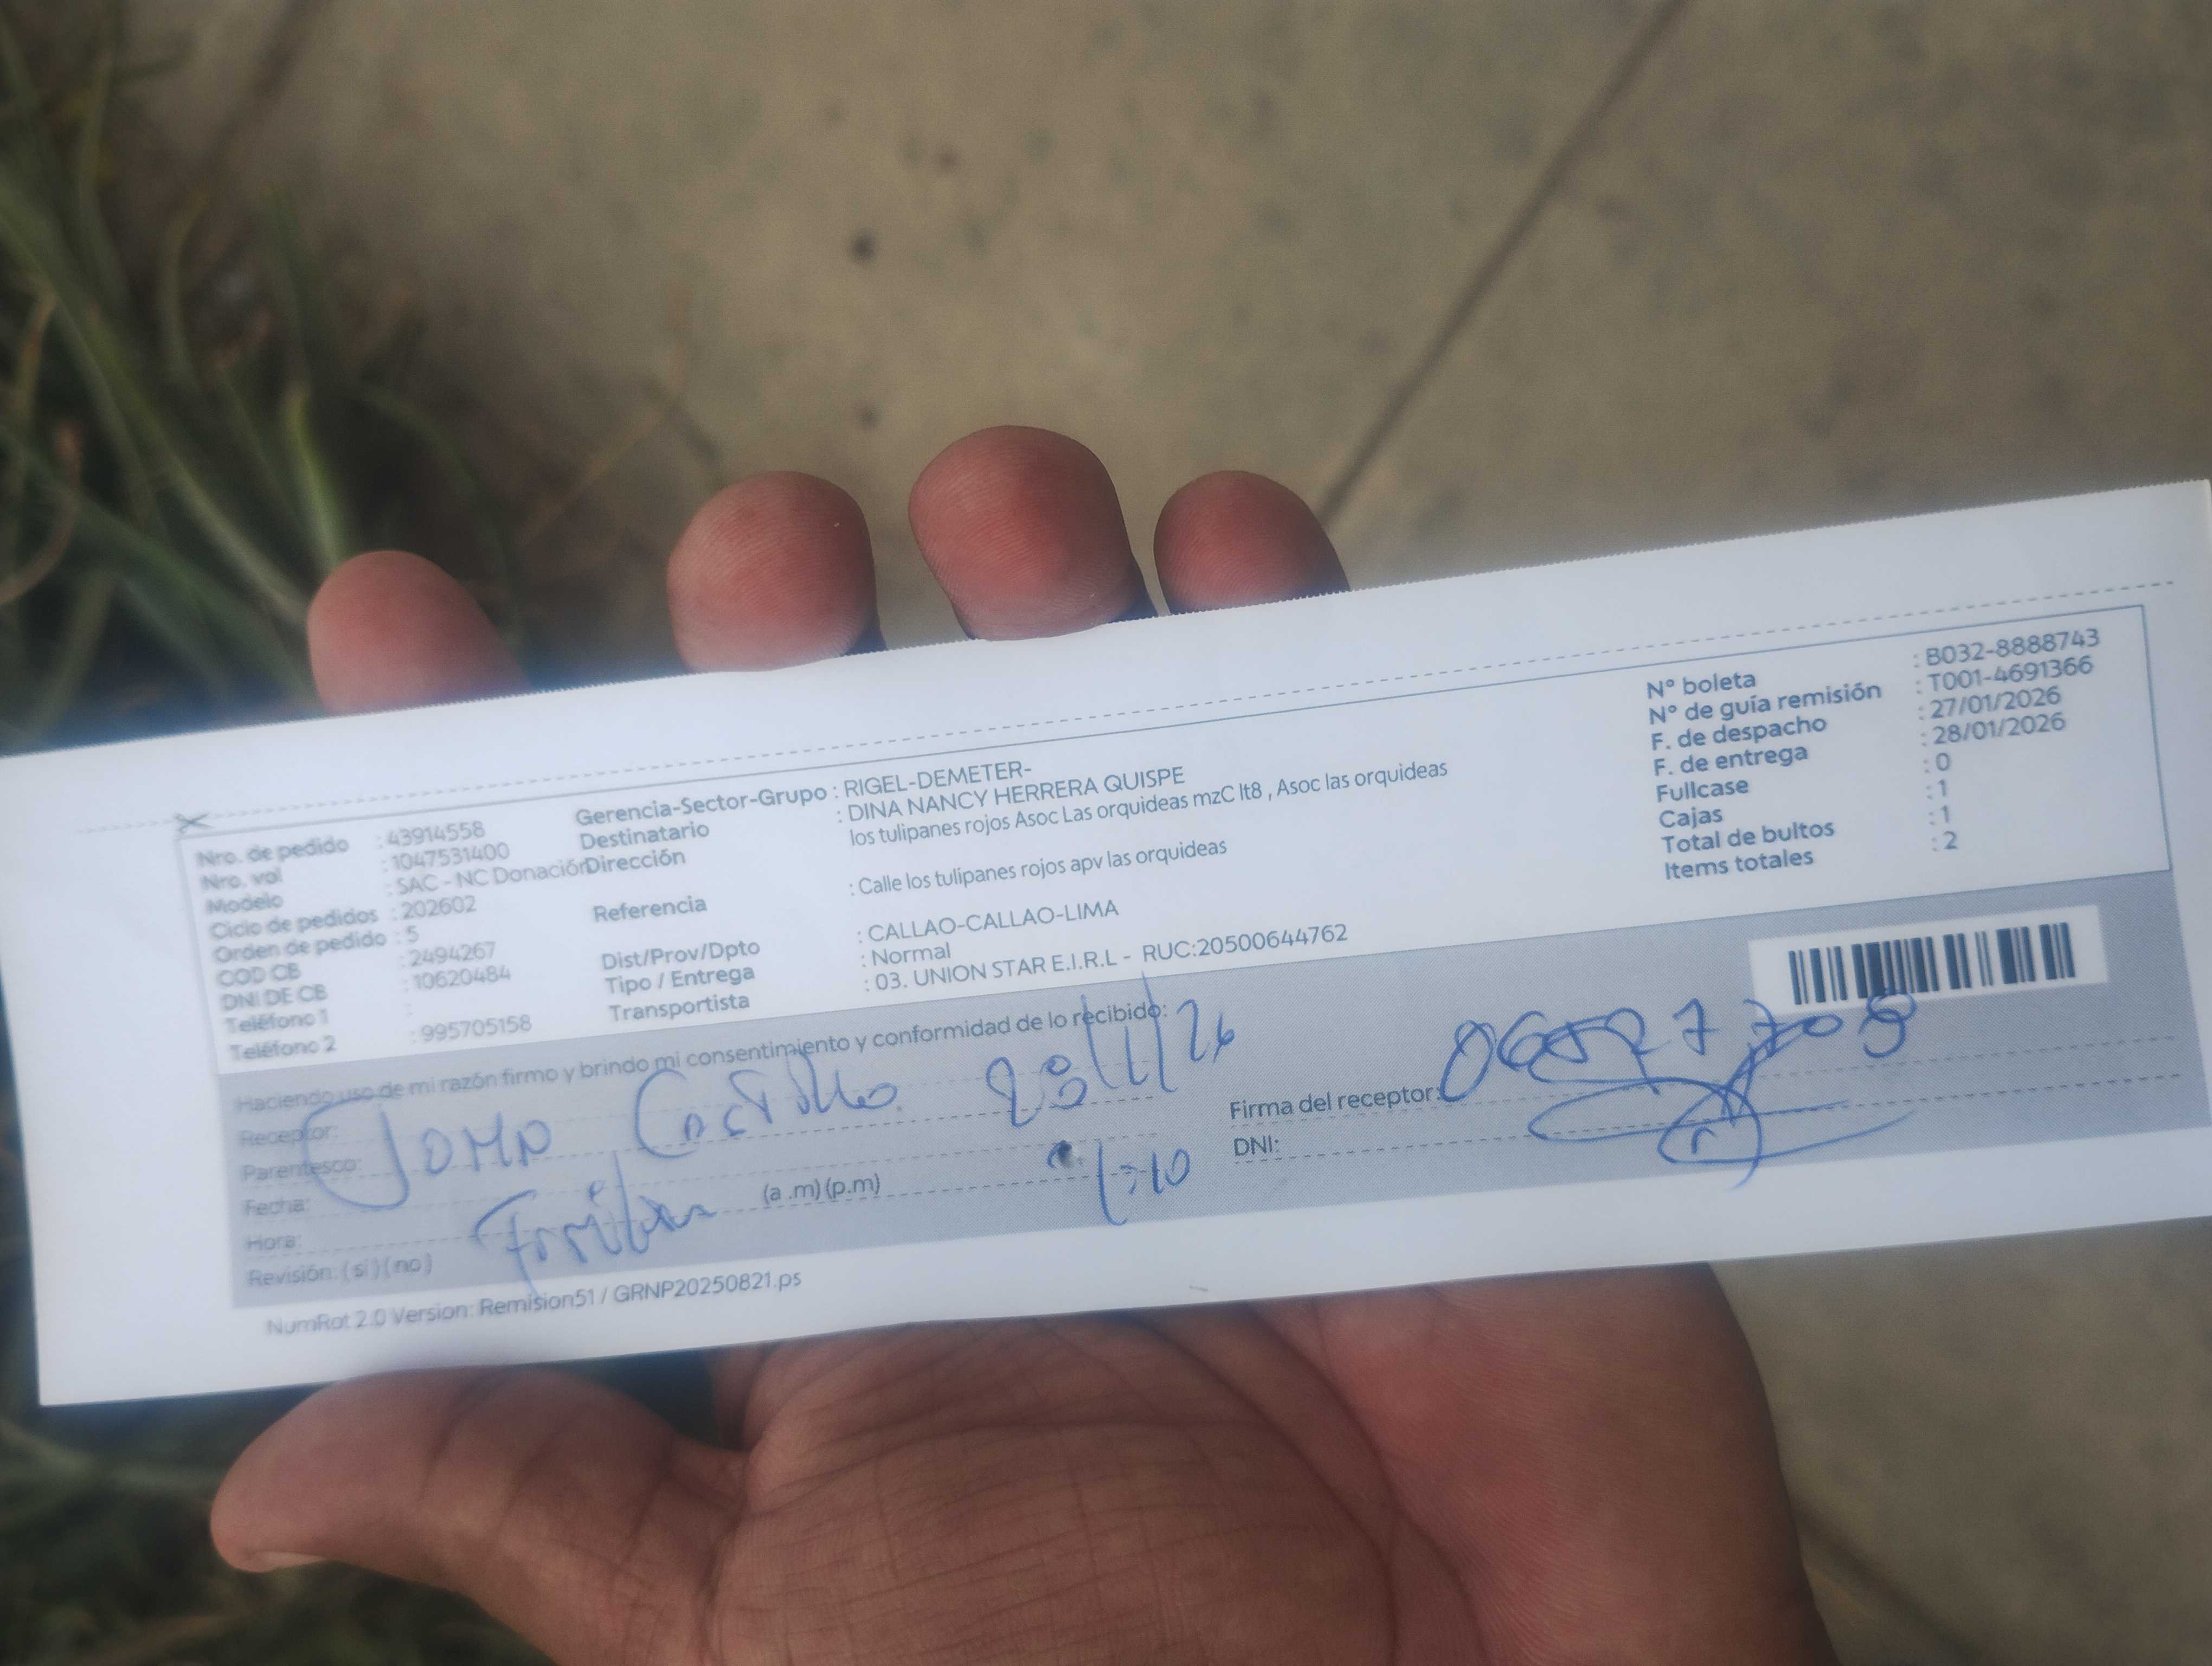 Nro. de pedido : 43914558
Nro. vol : 1047531400
Modelo : SAC - NC Donación
Ciclo de pedidos : 202602
Orden de pedido : 5
COD CB : 2494267
DNI DE CB : 10620484
Teléfono 1 :
Teléfono 2 : 995705158
Gerencia-Sector-Grupo : RIGEL-DEMETER-
Destinatario : DINA NANCY HERRERA QUISPE
Dirección los tulipanes rojos Asoc Las orquideas mzC lt8 , Asoc las orquideas
Referencia : Calle los tulipanes rojos apv las orquideas
Dist/Prov/Dpto : CALLAO-CALLAO-LIMA
Tipo / Entrega : Normal
Transportista : 03. UNION STAR E.I.R.L - RUC:20500644762
N° boleta : B032-8888743
N° de guía remisión : T001-4691366
F. de despacho : 27/01/2026
F. de entrega : 28/01/2026
Fullcase : 0
Cajas : 1
Total de bultos : 1
Items totales : 2
Haciendo uso de mi razón firmo y brindo mi consentimiento y conformidad de lo recibido:
Receptor:
Parentesco:
Fecha:
Hora: (a .m) (p.m)
Revisión: ( si ) ( no )
JOHN Castillo 28/1/26
1:10
Firma del receptor:
DNI:
NumRot 2.0 Version: Remision51 / GRNP20250821.ps